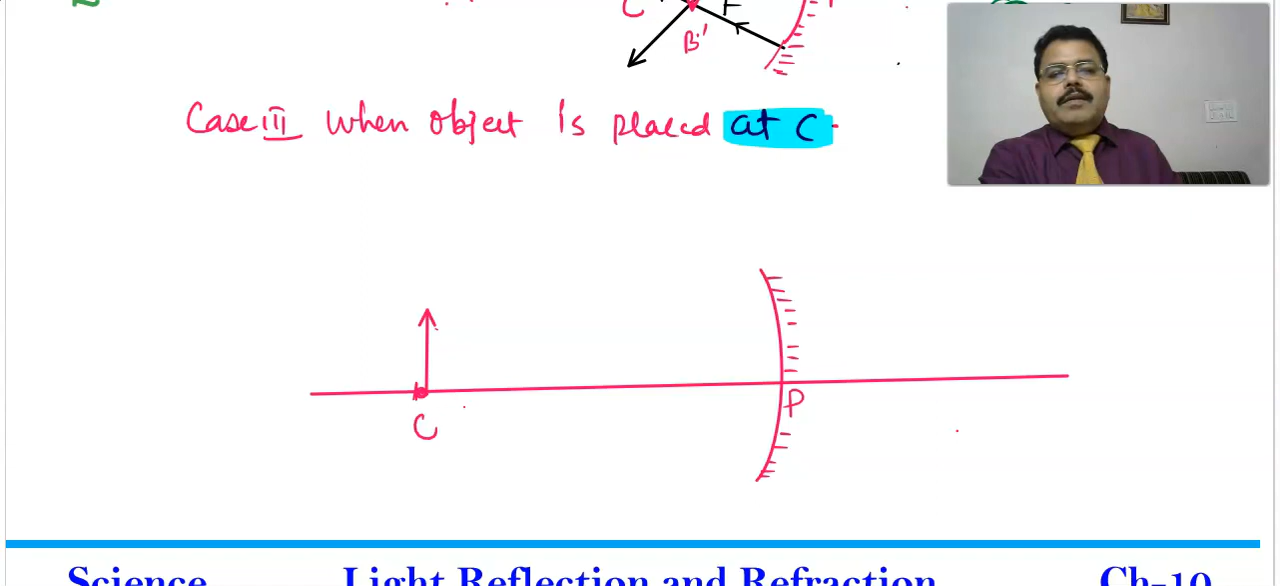 C F P
B'
Case III When Object is placed at C.
P
C
Science Light Reflection and Refraction Ch-10